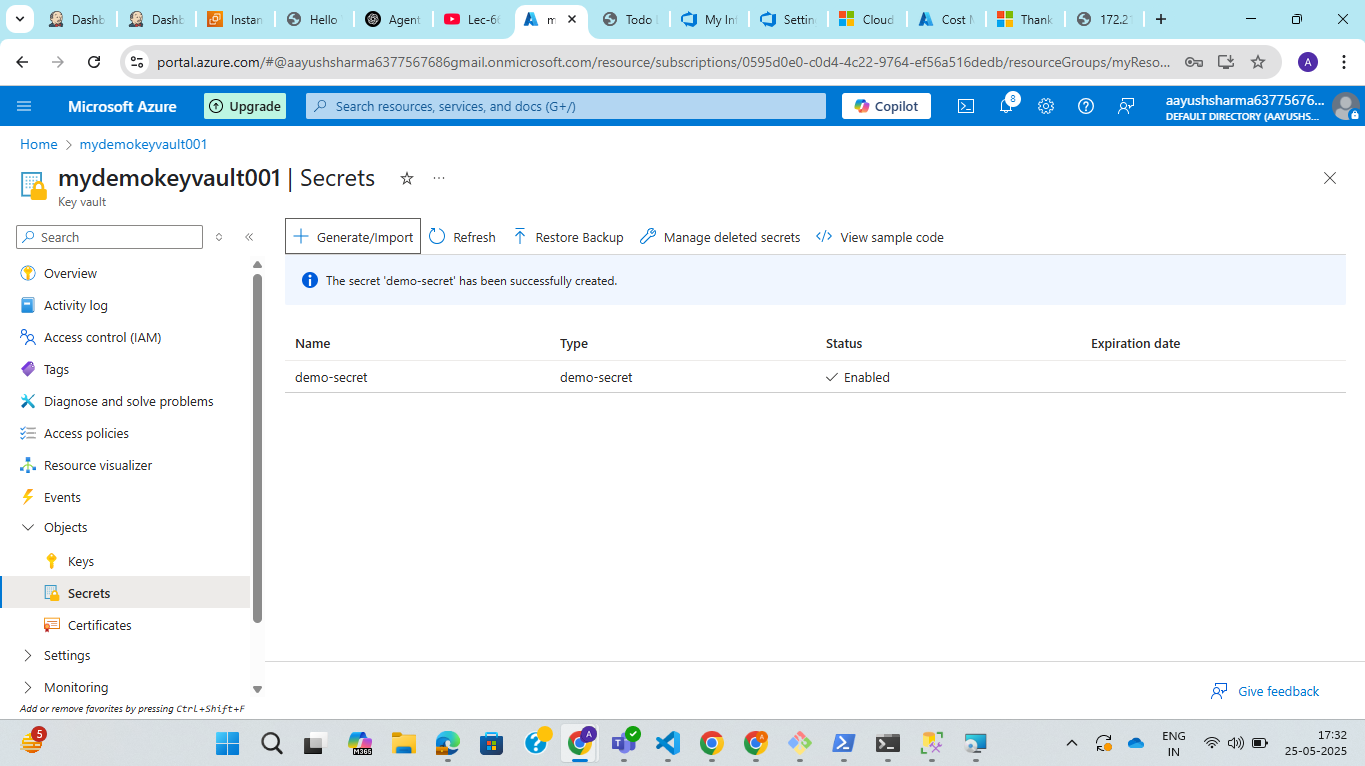 Dashb
Dashb
Instan
Hello
Agent
Lec-6
m
Todo
My Inf
Settin
Cloud
Cost M
Thank
172.2
portal.azure.com/#@aayushsharma6377567686gmail.onmicrosoft.com/resource/subscriptions/0595d0e0-c0d4-4c22-9764-ef56a516dedb/resourceGroups/myReso...
A
Microsoft Azure
Upgrade
Search resources, services, and docs (G+/)
Copilot
8
aayushsharma63775676...
DEFAULT DIRECTORY (AAYUSHS...
Home > mydemokeyvault001
mydemokeyvault001 | Secrets
...
Key vault
Search
Generate/Import
Refresh
Restore Backup
Manage deleted secrets
View sample code
The secret 'demo-secret' has been successfully created.
Name Type Status Expiration date
demo-secret demo-secret Enabled
Overview
Activity log
Access control (IAM)
Tags
Diagnose and solve problems
Access policies
Resource visualizer
Events
Objects
Keys
Secrets
Certificates
Settings
Monitoring
Add or remove favorites by pressing Ctrl+Shift+F
Give feedback
5
M365
A
T
A
ENG
IN
17:32
25-05-2025